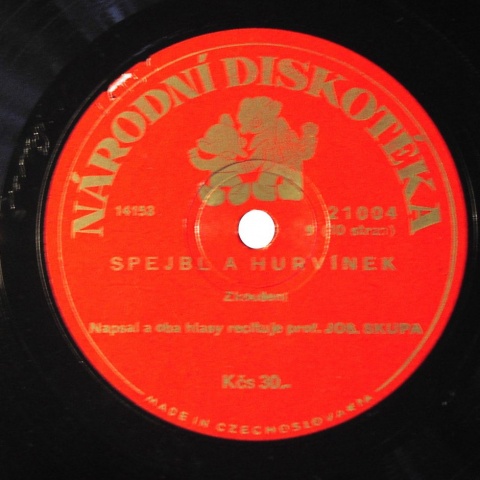 NÁRODNÍ DISKOTÉKA
14153
21004
SPEJBL A HURVÍNEK
Zkoušení
Napsal a oba hlasy recituje prof. JOS. SKUPA
Kčs 30,-
MADE IN CZECHOSLOVAKIA